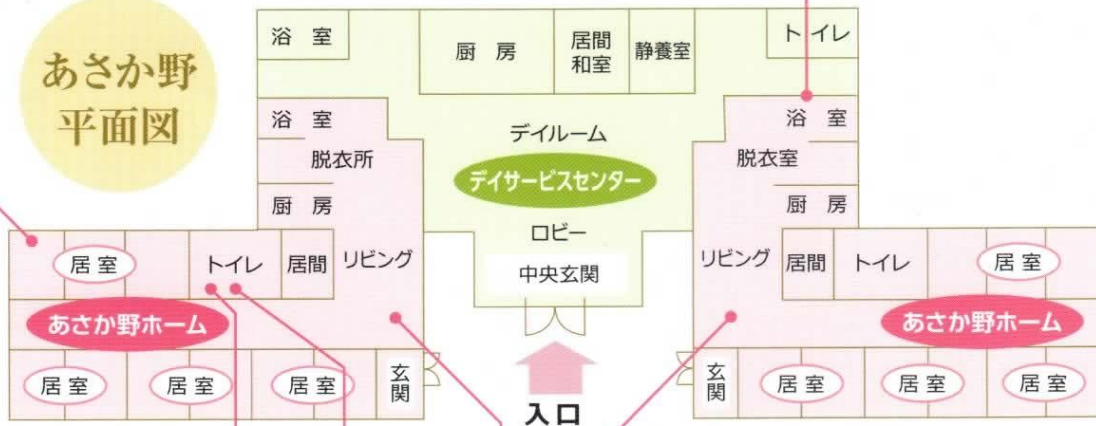 あさか野
平面図
浴 室
厨 房
居間
和室
静養室
トイレ
浴 室
脱衣所
厨 房
デイルーム
デイサービスセンター
ロビー
中央玄関
浴 室
脱衣室
厨 房
居室
トイレ
居間
リビング
リビング
居間
トイレ
居室
あさか野ホーム
あさか野ホーム
居室
居室
居室
玄関
入口
玄関
居室
居室
居室